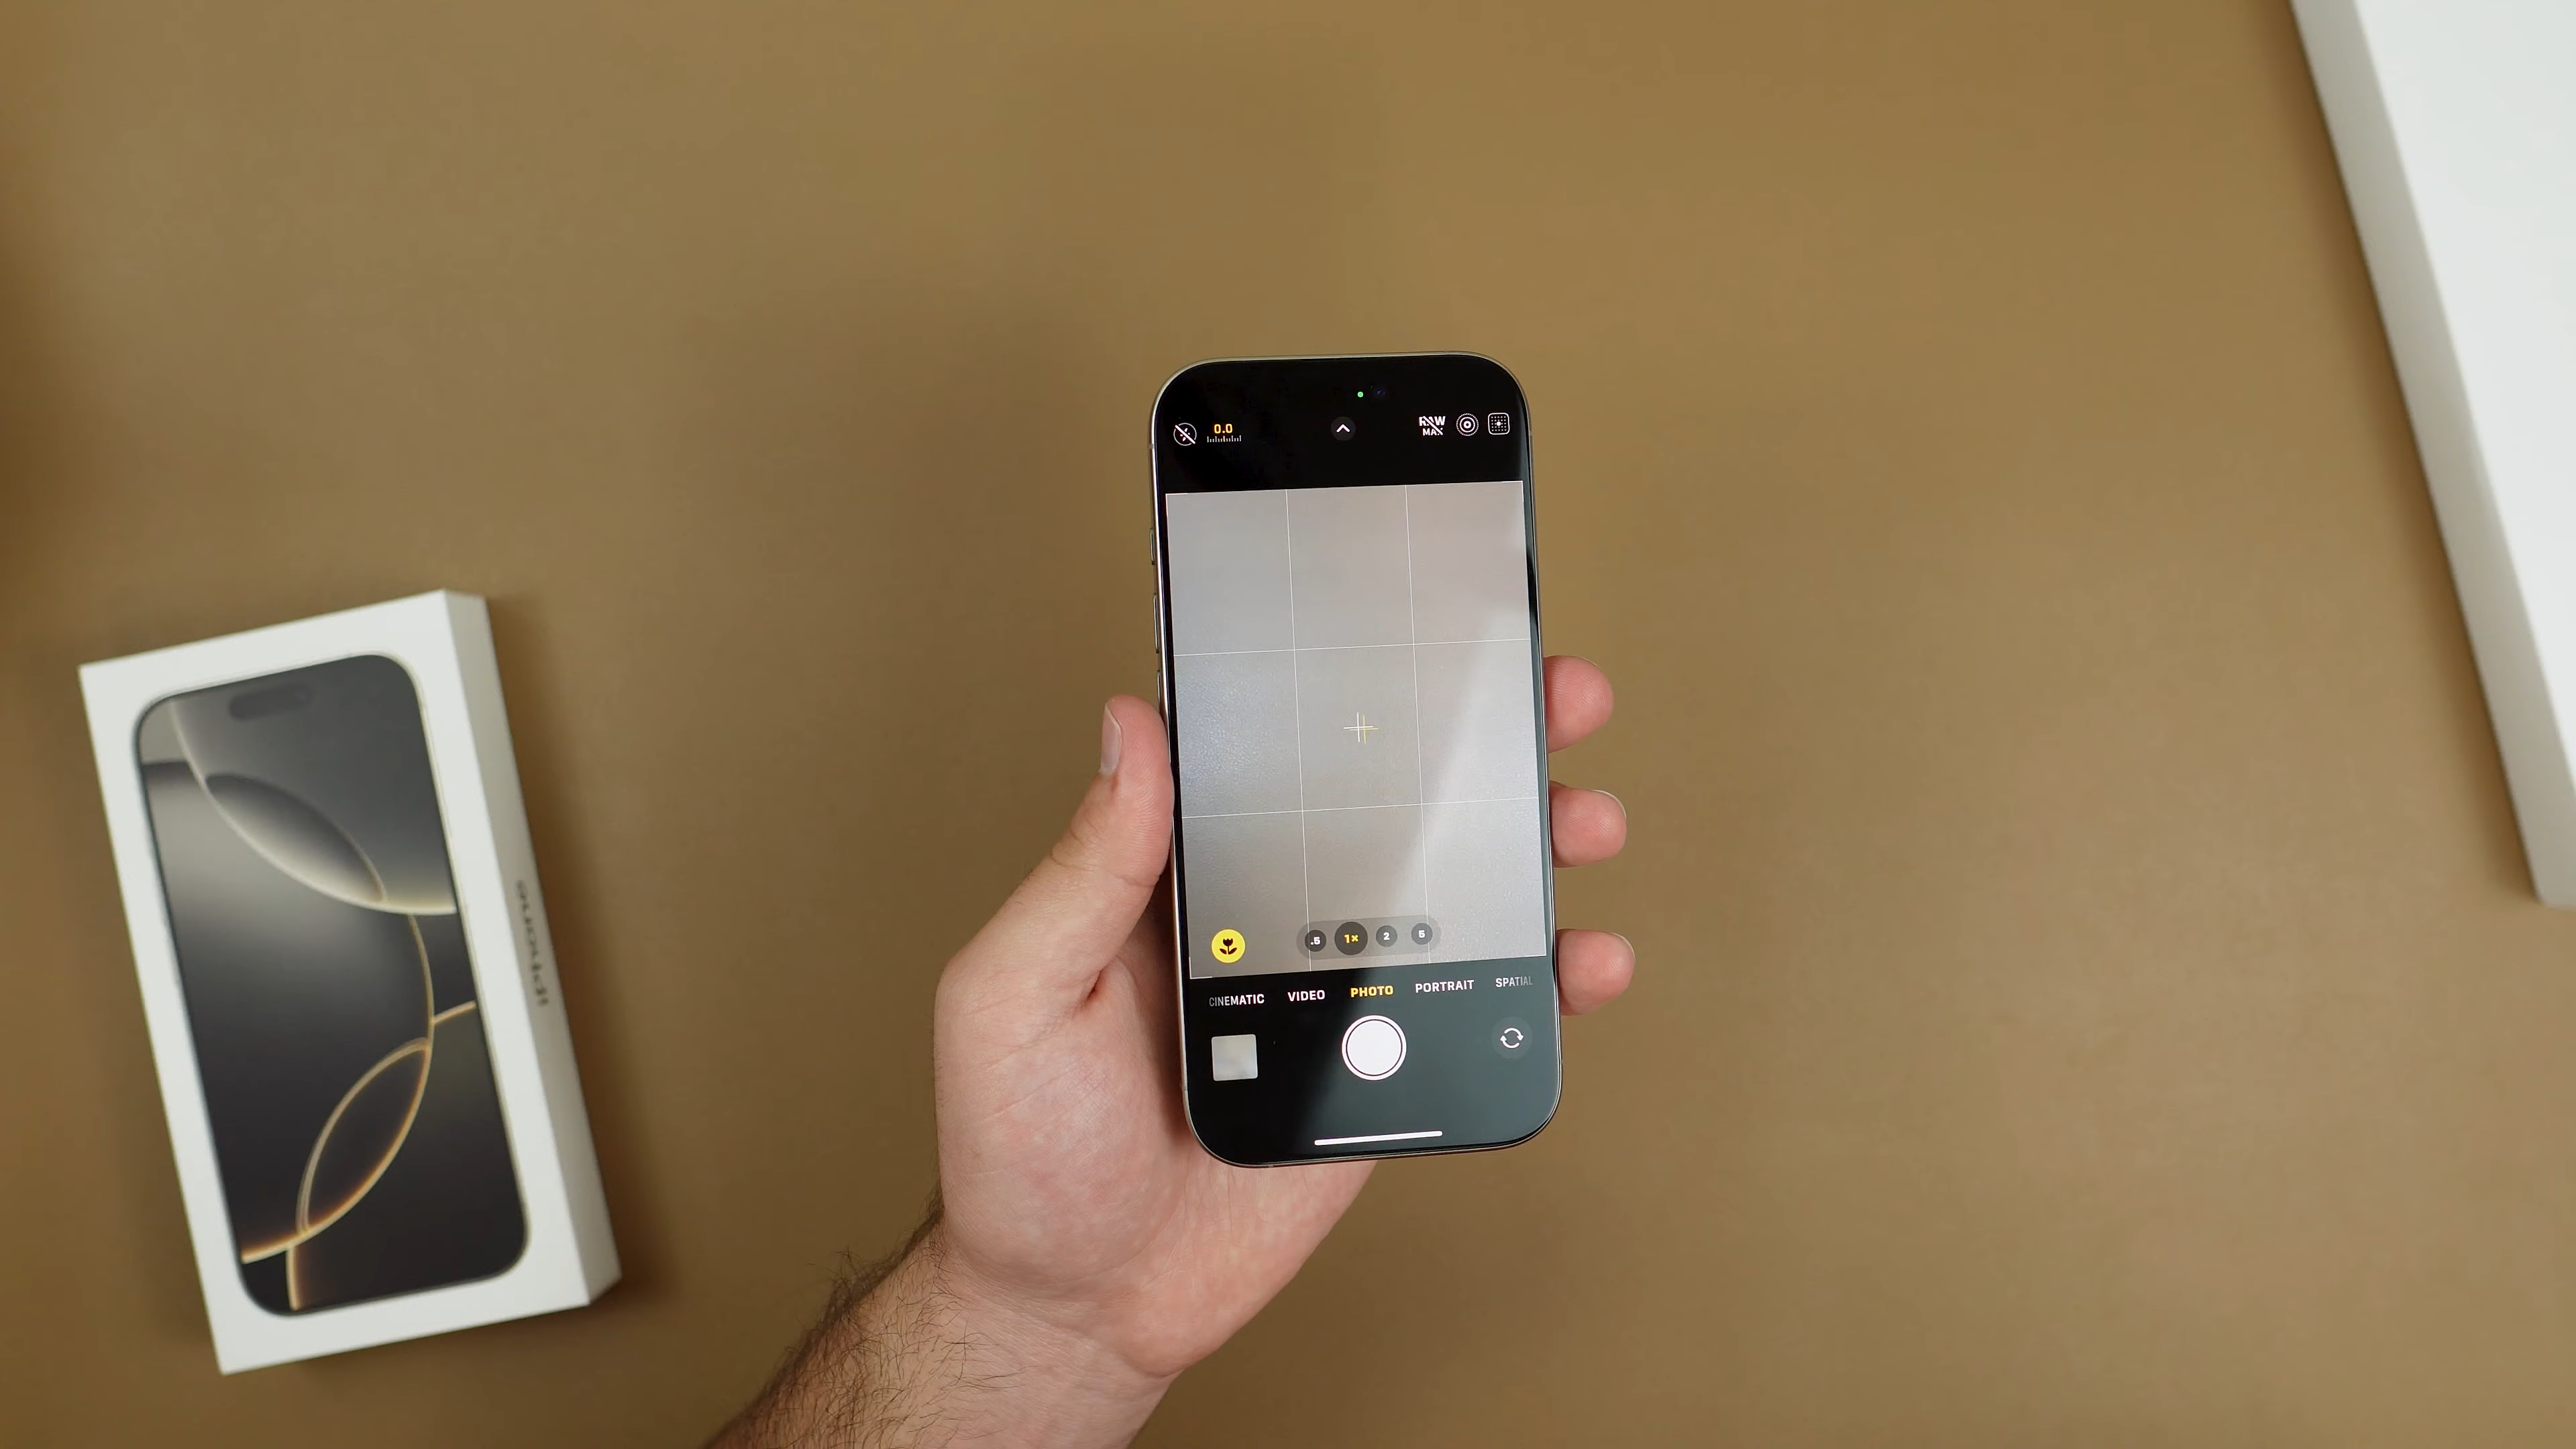 iPhone
0.0
RAW
MAX
.5 1× 2 5
CINEMATIC VIDEO PHOTO PORTRAIT SPATIAL